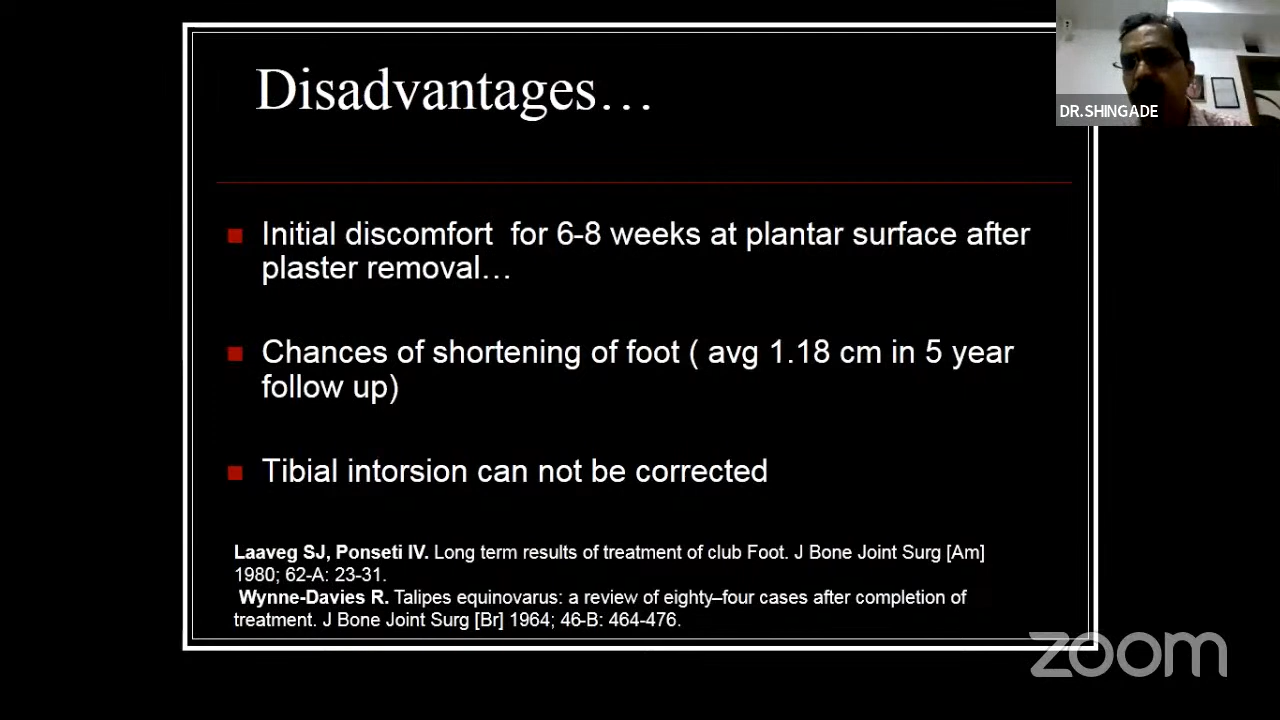 Disadvantages…
DR.SHINGADE
Initial discomfort for 6-8 weeks at plantar surface after
plaster removal…
Chances of shortening of foot ( avg 1.18 cm in 5 year
follow up)
Tibial intorsion can not be corrected
Laaveg SJ, Ponseti IV. Long term results of treatment of club Foot. J Bone Joint Surg [Am]
1980; 62-A: 23-31.
Wynne-Davies R. Talipes equinovarus: a review of eighty–four cases after completion of
treatment. J Bone Joint Surg [Br] 1964; 46-B: 464-476.
zoom